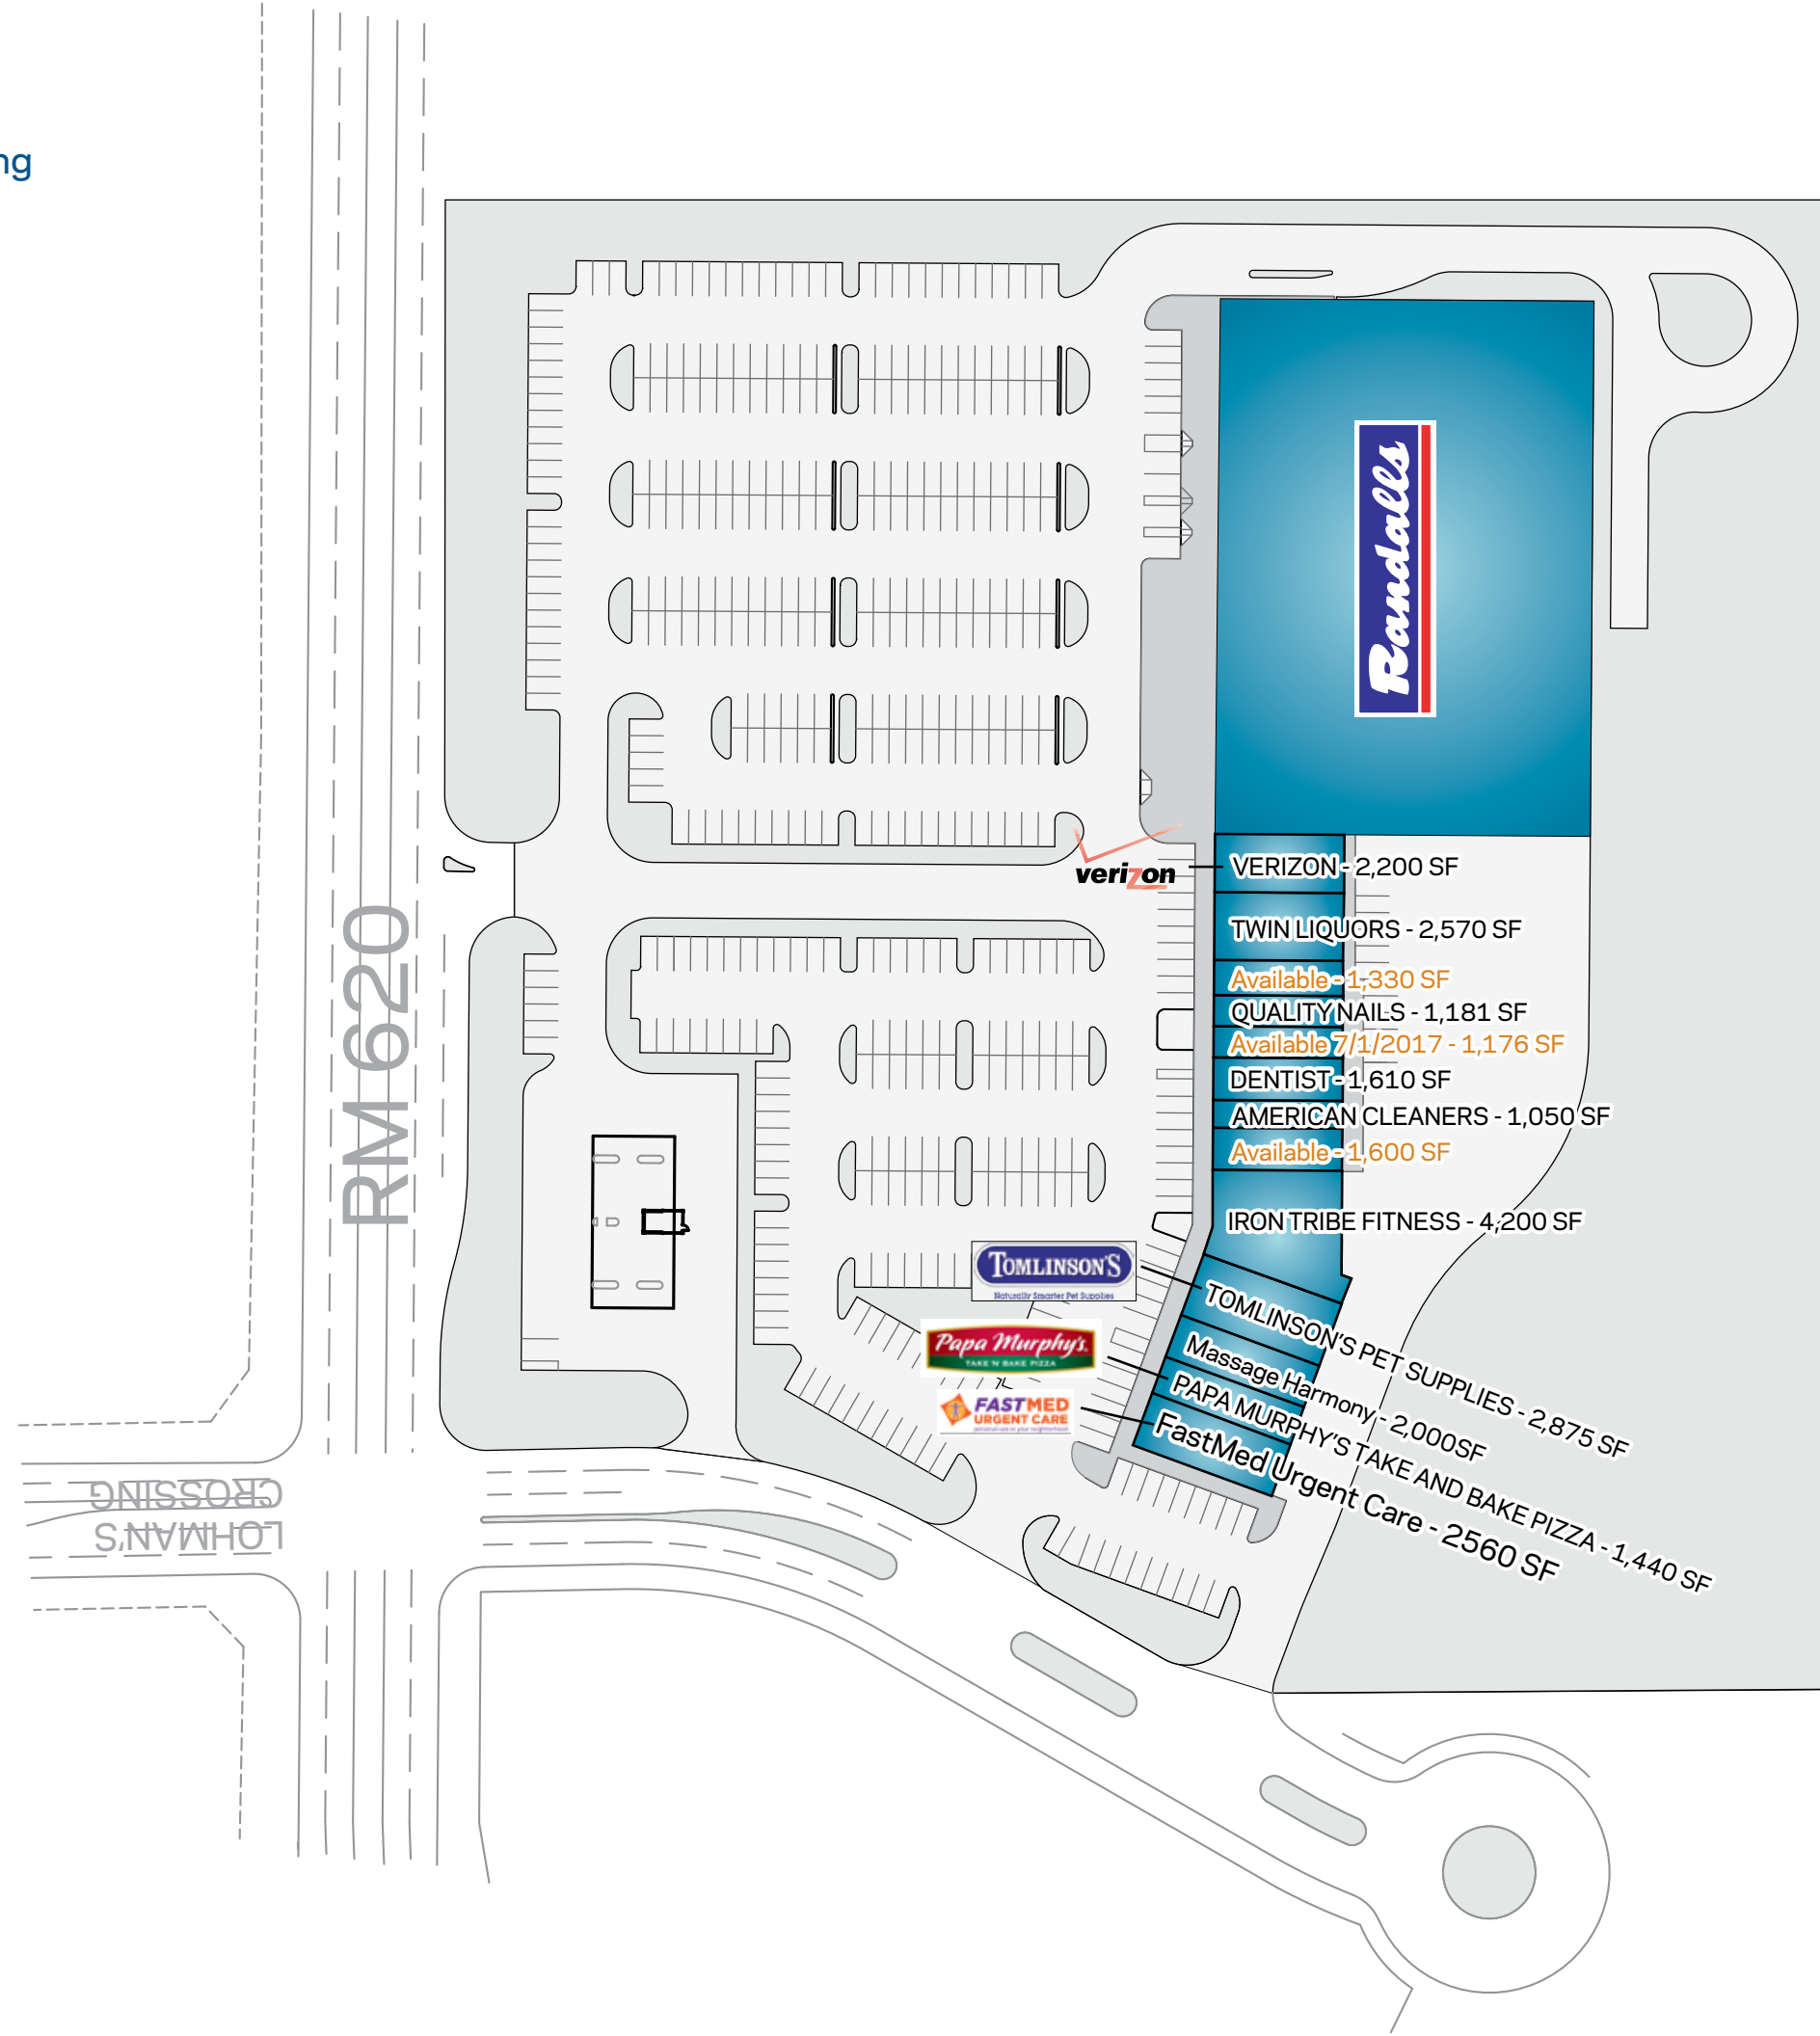 ng
Randalls
verizon
VERIZON - 2,200 SF
TWIN LIQUORS - 2,570 SF
Available - 1,330 SF
QUALITY NAILS - 1,181 SF
Available 7/1/2017 - 1,176 SF
DENTIST - 1,610 SF
AMERICAN CLEANERS - 1,050 SF
Available - 1,600 SF
IRON TRIBE FITNESS - 4,200 SF
RM 620
TOMLINSON'S
Naturally Smarter Pet Supplies
TOMLINSON'S PET SUPPLIES - 2,875 SF
Massage Harmony - 2,000SF
Papa Murphy's
TAKE 'N' BAKE PIZZA
PAPA MURPHY'S TAKE AND BAKE PIZZA - 1,440 SF
FASTMED
URGENT CARE
FastMed Urgent Care - 2560 SF
LOHMAN'S
CROSSING